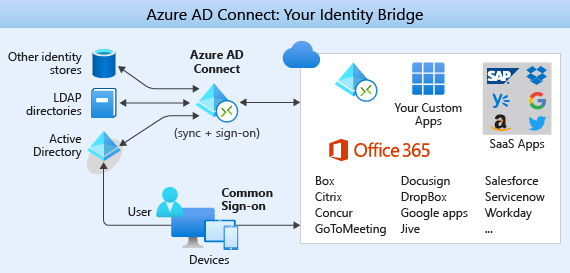 Azure AD Connect: Your Identity Bridge
Other identity
stores
LDAP
directories
Active
Directory
Azure AD
Connect
(sync + sign-on)
User
Common
Sign-on
Devices
Your Custom
Apps
SAP
SaaS Apps
Office 365
Box
Citrix
Concur
GoToMeeting
Docusign
DropBox
Google apps
Jive
Salesforce
Servicenow
Workday
...